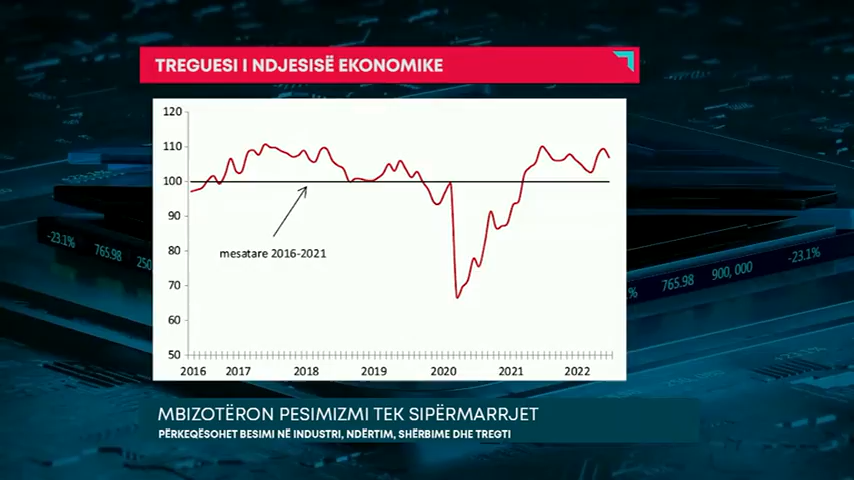 TREGUESI I NDJESISË EKONOMIKE
120
110
100
90
80
70
60
50
mesatare 2016-2021
2016 2017 2018 2019 2020 2021 2022
-23.1% 765.98 250
% 765.98 900, 000 -23.1%
MBIZOTËRON PESIMIZMI TEK SIPËRMARRJET
PËRKEQËSOHET BESIMI NË INDUSTRI, NDËRTIM, SHËRBIME DHE TREGTI